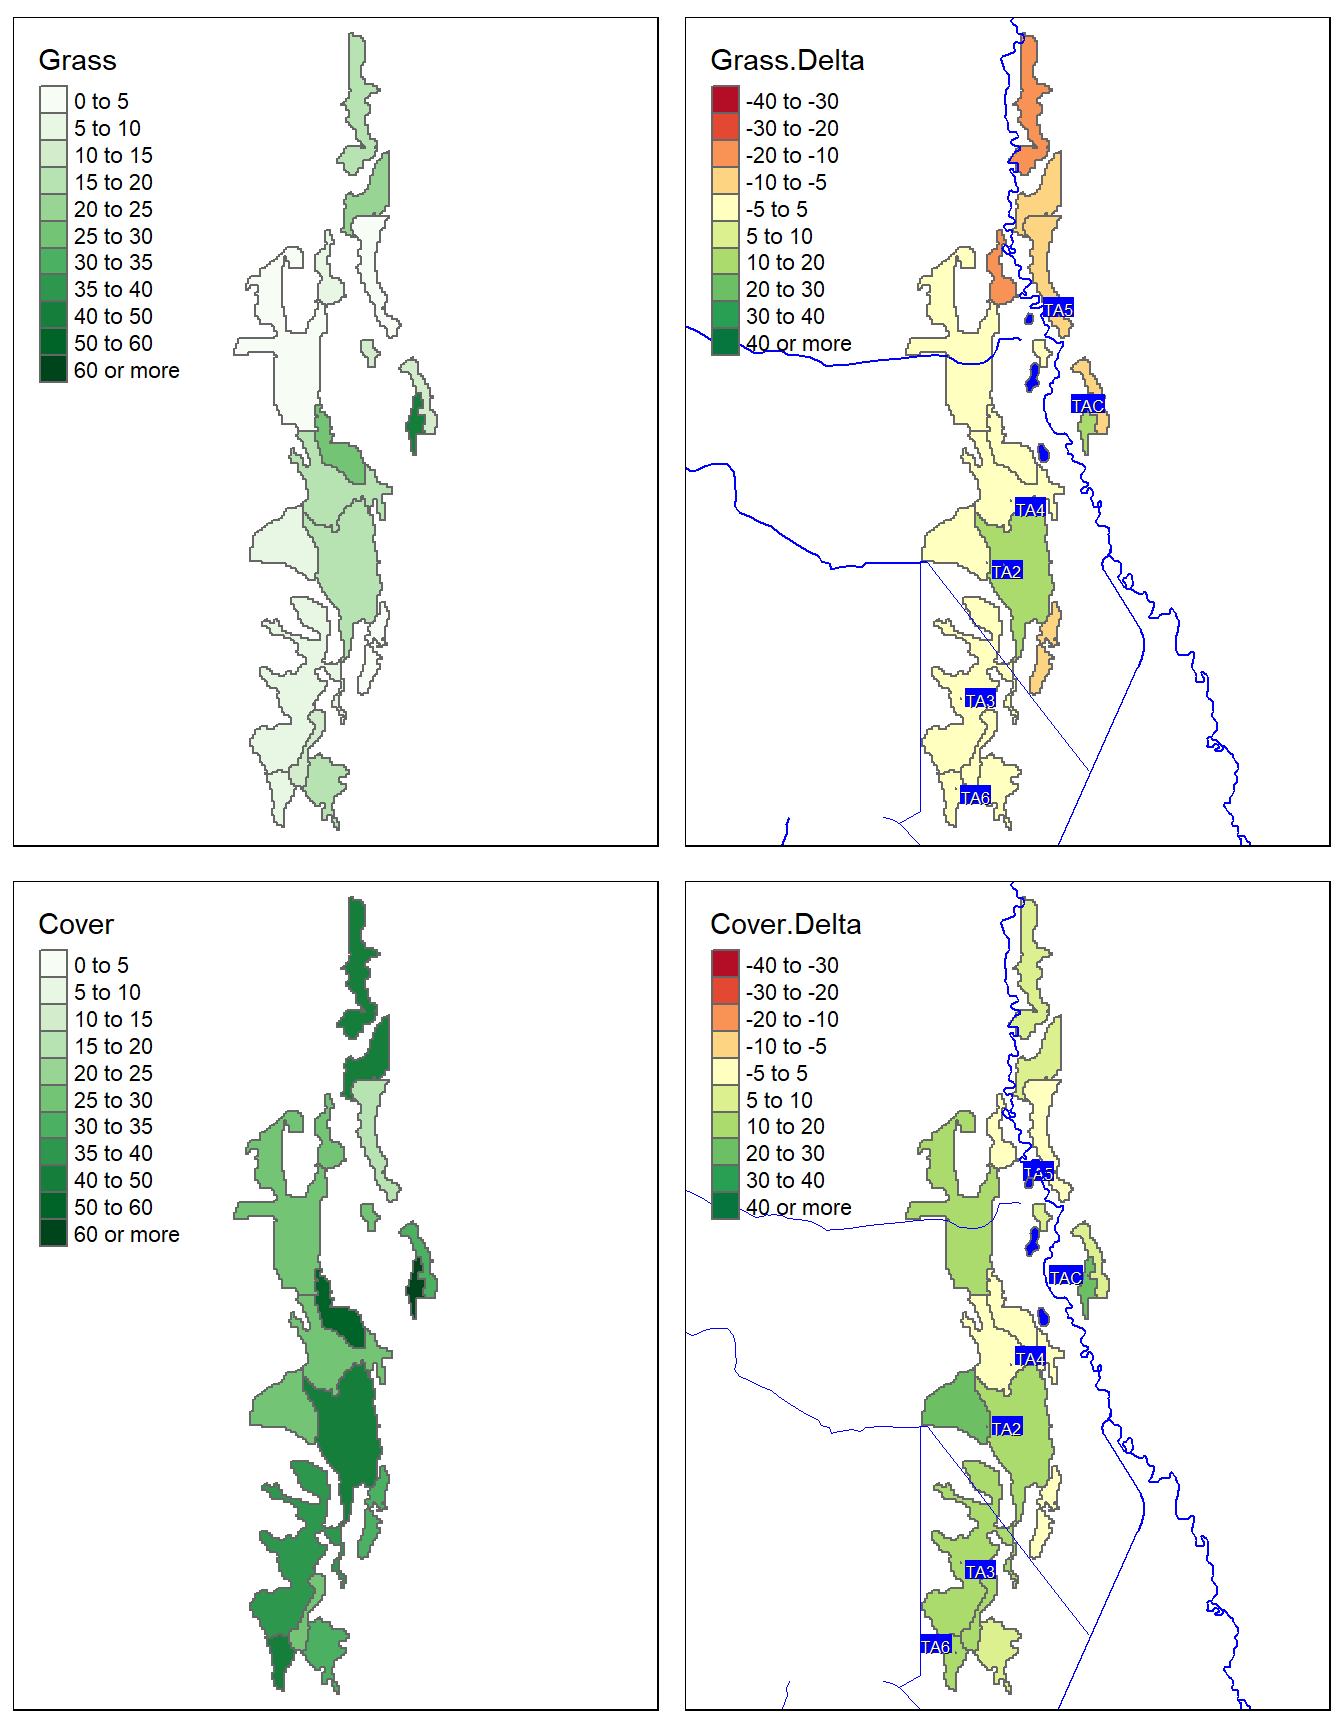 Grass
0 to 5
5 to 10
10 to 15
15 to 20
20 to 25
25 to 30
30 to 35
35 to 40
40 to 50
50 to 60
60 or more
Grass.Delta
-40 to -30
-30 to -20
-20 to -10
-10 to -5
-5 to 5
5 to 10
10 to 20
20 to 30
30 to 40
40 or more
TA5
TAC
TA4
TA2
TA3
TA6
Cover
0 to 5
5 to 10
10 to 15
15 to 20
20 to 25
25 to 30
30 to 35
35 to 40
40 to 50
50 to 60
60 or more
Cover.Delta
-40 to -30
-30 to -20
-20 to -10
-10 to -5
-5 to 5
5 to 10
10 to 20
20 to 30
30 to 40
40 or more
TA5
TAC
TA4
TA2
TA3
TA6